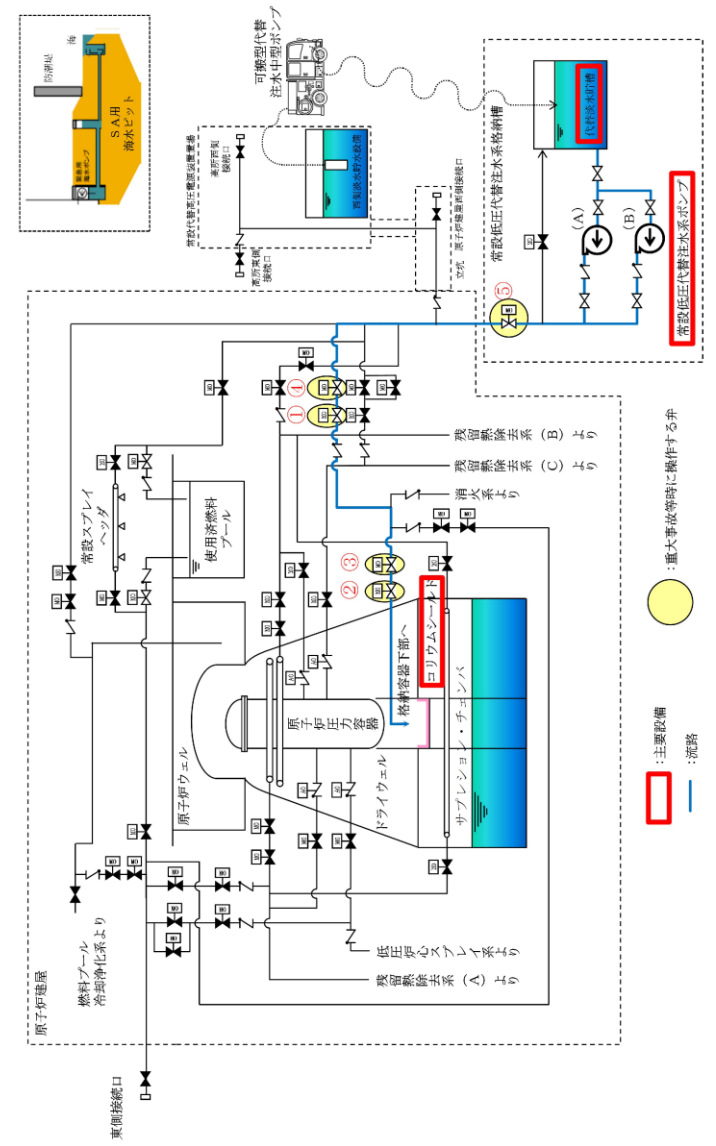 防潮堤
海
SA用
海水ピット
緊急用
海水ポンプ
可搬型代替
注水中型ポンプ
常設代替高圧電源装置置場
高所西側
接続口
高所東側
接続口
西側淡水貯水設備
原子炉建屋西側接続口
立坑
常設低圧代替注水系格納槽
代替淡水貯槽
(A)
(B)
常設低圧代替注水系ポンプ
原子炉建屋
東側接続口
燃料プール
冷却浄化系より
常設スプレイ
ヘッダ
使用済燃料
プール
原子炉ウェル
原子炉圧力容器
ドライウェル
格納容器下部へ
コリウムシールド
サプレション・チェンバ
①
②
③
④
⑤
残留熱除去系(B)より
残留熱除去系(C)より
消火系より
低圧炉心スプレイ系より
残留熱除去系(A)より
MO
AO
:主要設備
:流路
:重大事故等時に操作する弁